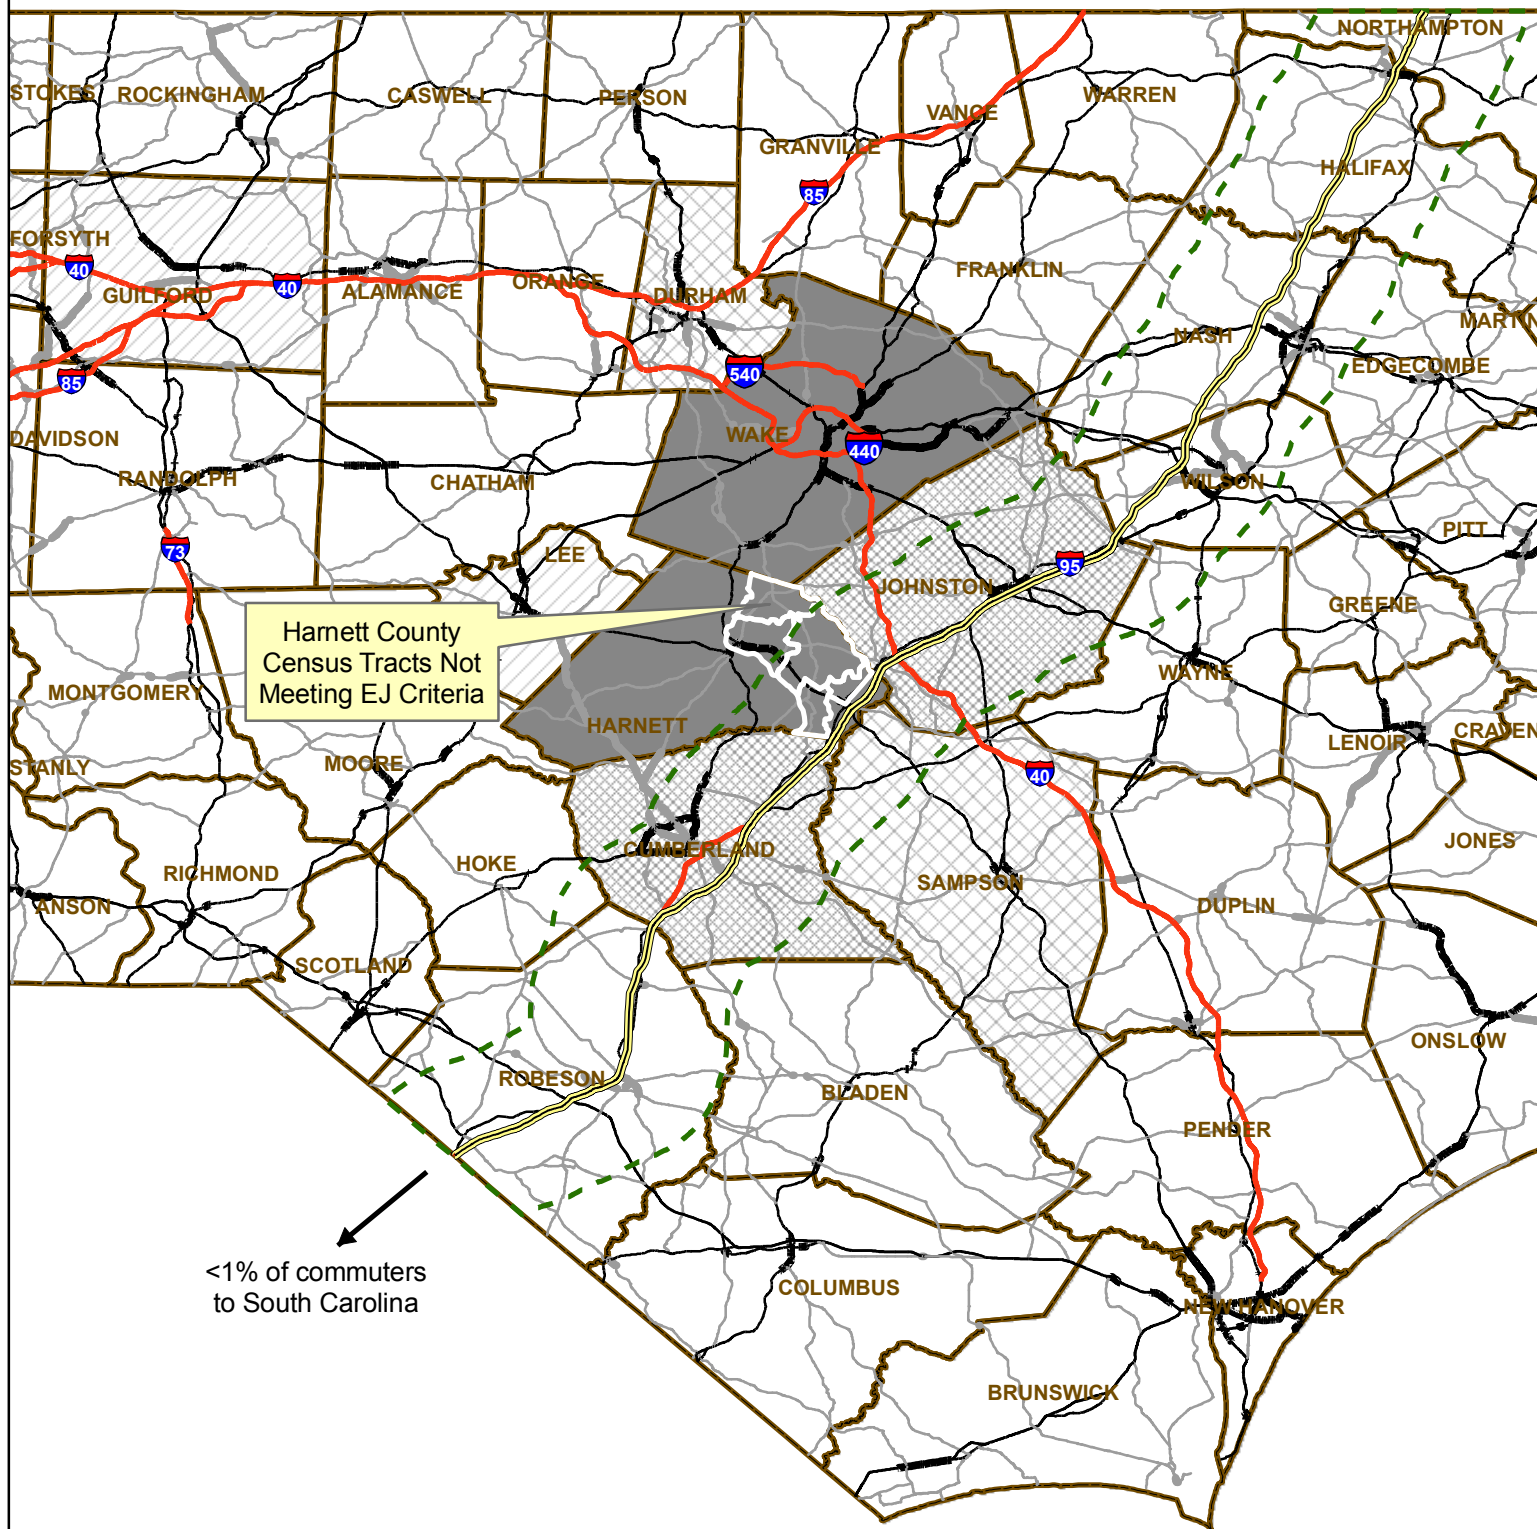 NORTHAMPTON
STOKES
ROCKINGHAM
CASWELL
PERSON
VANCE
WARREN
GRANVILLE
HALIFAX
85
FORSYTH
40
GUILFORD
40
ALAMANCE
ORANGE
DURHAM
FRANKLIN
NASH
MARTIN
EDGECOMBE
85
540
DAVIDSON
RANDOLPH
CHATHAM
WAKE
440
WILSON
PITT
73
LEE
JOHNSTON
95
GREENE
Harnett County
Census Tracts Not
Meeting EJ Criteria
MONTGOMERY
HARNETT
WAYNE
LENOIR
CRAVEN
STANLY
MOORE
40
JONES
RICHMOND
HOKE
CUMBERLAND
SAMPSON
DUPLIN
ANSON
SCOTLAND
ONSLOW
ROBESON
BLADEN
PENDER
<1% of commuters
to South Carolina
COLUMBUS
NEW HANOVER
BRUNSWICK